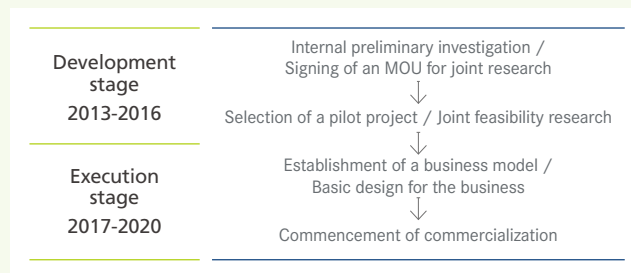 Development
stage
2013-2016
Internal preliminary investigation /
Signing of an MOU for joint research
Selection of a pilot project / Joint feasibility research
Execution
stage
2017-2020
Establishment of a business model /
Basic design for the business
Commencement of commercialization